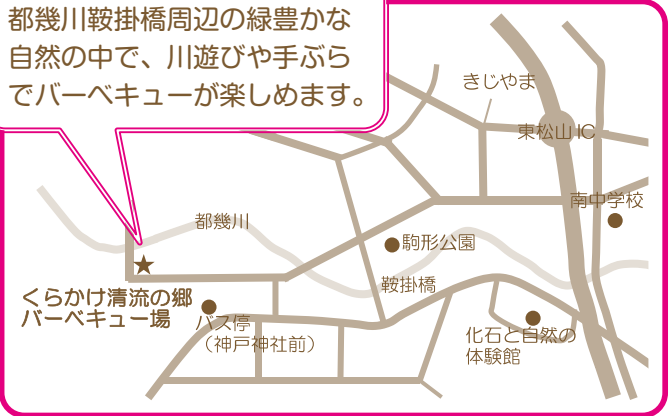 都幾川鞍掛橋周辺の緑豊かな
自然の中で、川遊びや手ぶら
でバーベキューが楽しめます。
きじやま
東松山IC
南中学校
都幾川
駒形公園
鞍掛橋
くらかけ清流の郷
バーベキュー場
バス停
（神戸神社前）
化石と自然の
体験館